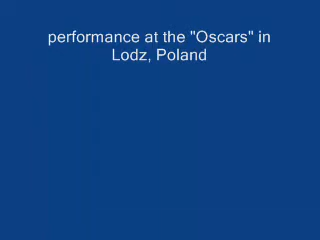 performance at the "Oscars" in
Lodz, Poland